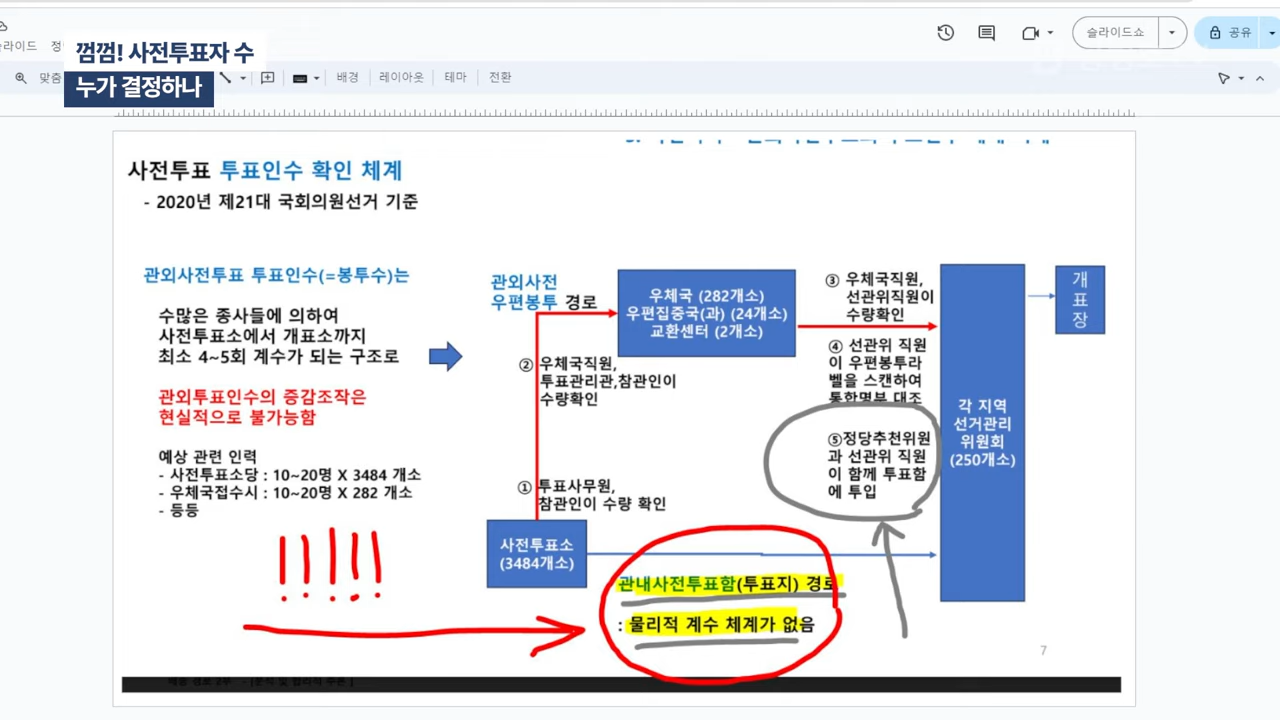 껌껌! 사전투표자 수
누가 결정하나
슬라이드쇼
공유
맞춤
배경
레이아웃
테마
전환
사전투표 투표인수 확인 체계
- 2020년 제21대 국회의원선거 기준
관외사전투표 투표인수(=봉투수)는
수많은 종사들에 의하여
사전투표소에서 개표소까지
최소 4~5회 계수가 되는 구조로
관외투표인수의 증감조작은
현실적으로 불가능함
예상 관련 인력
- 사전투표소당 : 10~20명 X 3484 개소
- 우체국접수시 : 10~20명 X 282 개소
- 등등
관외사전
우편봉투 경로
우체국 (282개소)
우편집중국(과) (24개소)
교환센터 (2개소)
② 우체국직원,
투표관리관,참관인이
수량확인
① 투표사무원,
참관인이 수량 확인
사전투표소
(3484개소)
③ 우체국직원,
선관위직원이
수량확인
④ 선관위 직원
이 우편봉투라
벨을 스캔하여
통합명부 대조
⑤정당추천위원
과 선관위 직원
이 함께 투표함
에 투입
각 지역
선거관리
위원회
(250개소)
개
표
장
관내사전투표함(투표지) 경로
: 물리적 계수 체계가 없음
!!!!!
7